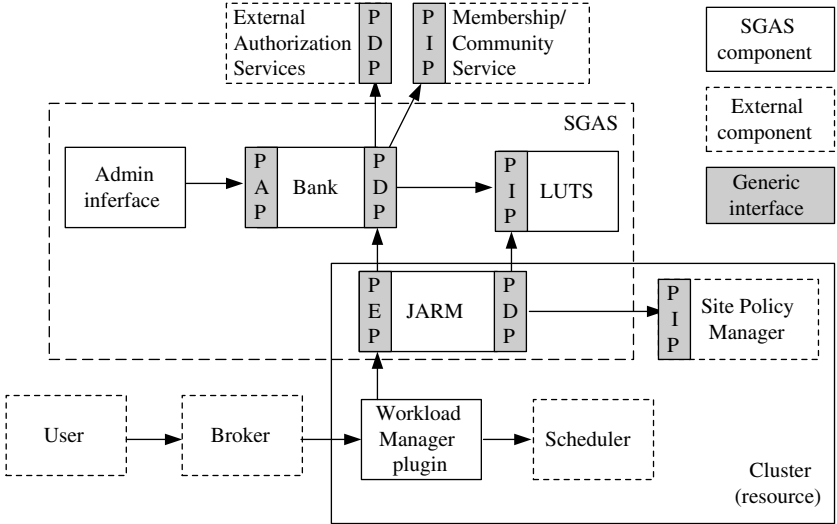 External
Authorization
Services
P
D
P
P
I
P
Membership/
Community
Service
SGAS
component
External
component
Generic
interface
SGAS
Admin
inferface
P
A
P
Bank
P
D
P
P
I
P
LUTS
P
E
P
JARM
P
D
P
P
I
P
Site Policy
Manager
User
Broker
Workload
Manager
plugin
Scheduler
Cluster
(resource)